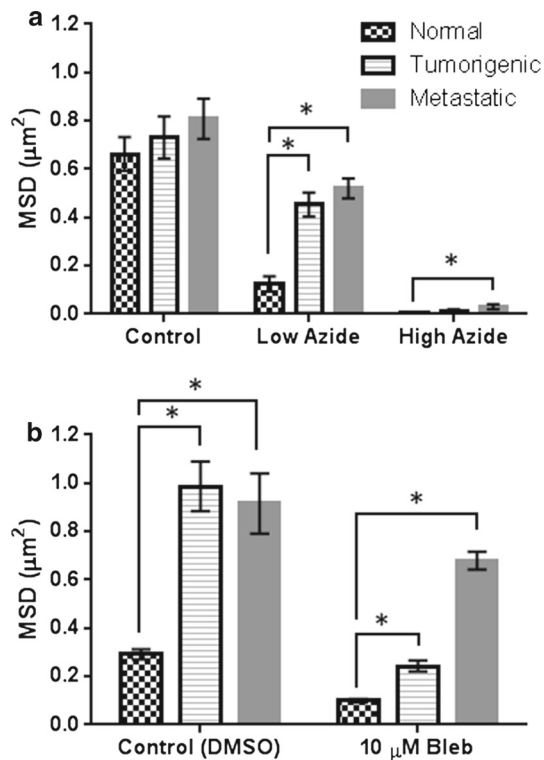 a
Normal
Tumorigenic
Metastatic
MSD (μm²)
1.2
1.0
0.8
0.6
0.4
0.2
0.0
*
*
*
Control
Low Azide
High Azide
b
MSD (μm²)
1.2
1.0
0.8
0.6
0.4
0.2
0.0
*
*
*
*
Control (DMSO)
10 μM Bleb